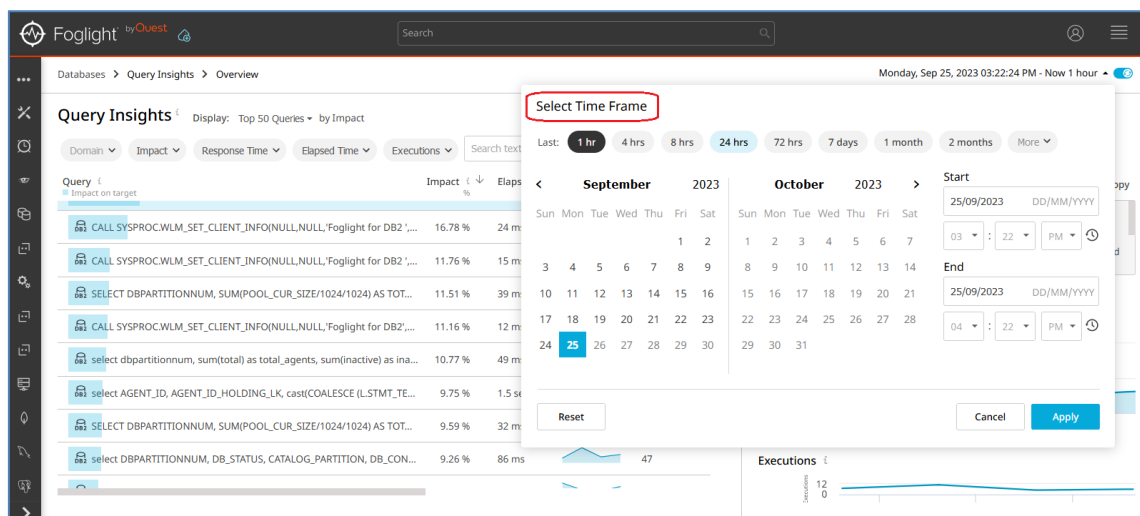 Foglight by Quest
Search
Databases > Query Insights > Overview
Monday, Sep 25, 2023 03:22:24 PM - Now 1 hour
Query Insights i
Display: Top 50 Queries by Impact
Domain Impact Response Time Elapsed Time Executions Search text
Query i Impact i Elaps
Impact on target %
CALL SYSPROC.WLM_SET_CLIENT_INFO(NULL,NULL,'Foglight for DB2 ',... 16.78 % 24 m
CALL SYSPROC.WLM_SET_CLIENT_INFO(NULL,NULL,'Foglight for DB2 ',... 11.76 % 15 m
SELECT DBPARTITIONNUM, SUM(POOL_CUR_SIZE/1024/1024) AS TOT... 11.51 % 39 m
CALL SYSPROC.WLM_SET_CLIENT_INFO(NULL,NULL,'Foglight for DB2',... 11.16 % 12 m
select dbpartitionnum, sum(total) as total_agents, sum(inactive) as ina... 10.77 % 49 m
select AGENT_ID, AGENT_ID_HOLDING_LK, cast(COALESCE (L.STMT_TE... 9.75 % 1.5 se
SELECT DBPARTITIONNUM, SUM(POOL_CUR_SIZE/1024/1024) AS TOT... 9.59 % 32 m
select DBPARTITIONNUM, DB_STATUS, CATALOG_PARTITION, DB_CON... 9.26 % 86 ms 47
Select Time Frame
Last: 1 hr 4 hrs 8 hrs 24 hrs 72 hrs 7 days 1 month 2 months More
< September 2023 October 2023 >
Sun Mon Tue Wed Thu Fri Sat Sun Mon Tue Wed Thu Fri Sat
1 2 1 2 3 4 5 6 7
3 4 5 6 7 8 9 8 9 10 11 12 13 14
10 11 12 13 14 15 16 15 16 17 18 19 20 21
17 18 19 20 21 22 23 22 23 24 25 26 27 28
24 25 26 27 28 29 30 29 30 31
Start
25/09/2023 DD/MM/YYYY
03 : 22 PM
End
25/09/2023 DD/MM/YYYY
04 : 22 PM
Reset Cancel Apply
Executions i
Executions
12
0